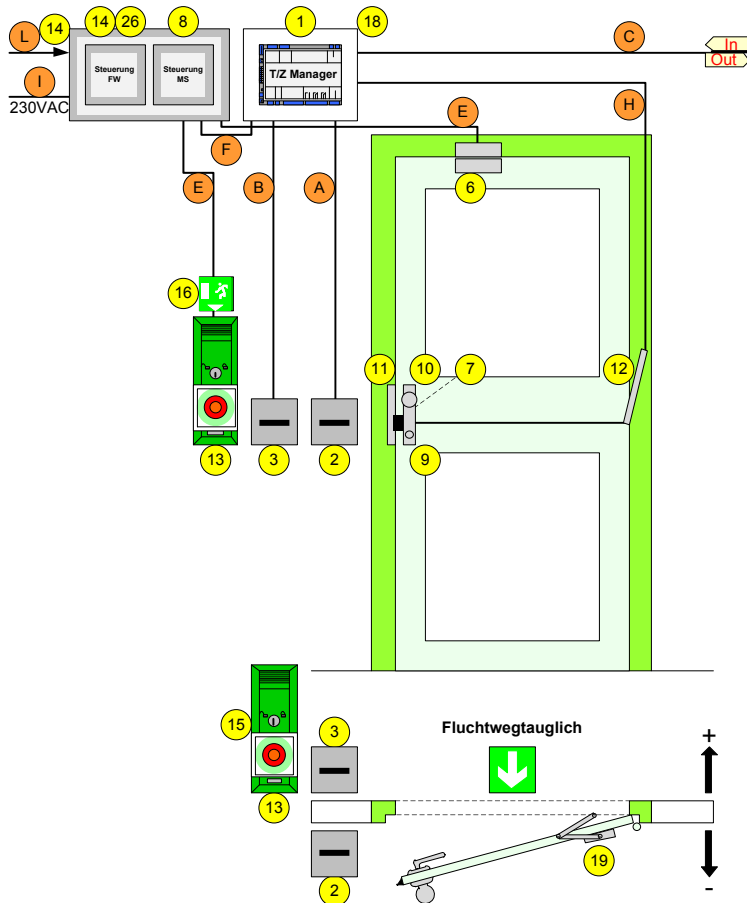 L
14
14
26
8
1
18
C
In
Out
Steuerung
FW
Steuerung
MS
T/Z Manager
I
230VAC
E
H
F
E
B
A
6
16
11
10
7
12
13
3
2
9
15
3
Fluchtwegtauglich
+
13
2
19
-